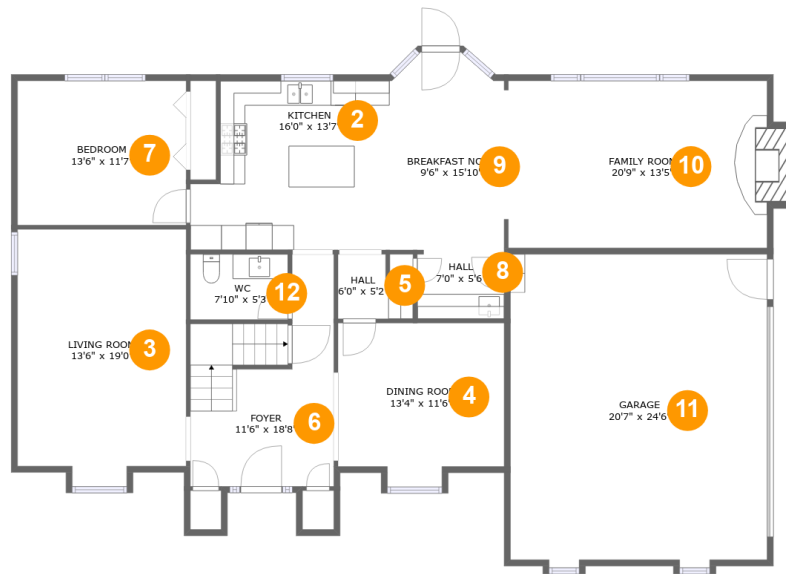 KITCHEN
16'0" x 13'7
2
BEDROOM
13'6" x 11'7
7
BREAKFAST
9'6" x 15'10
9
FAMILY ROOM
20'9" x 13'5
10
HALL
7'0" x 5'6
8
HALL
6'0" x 5'2
5
WC
7'10" x 5'3
12
LIVING ROOM
13'6" x 19'0
3
DINING ROOM
13'4" x 11'6
4
FOYER
11'6" x 18'8
6
GARAGE
20'7" x 24'6
11